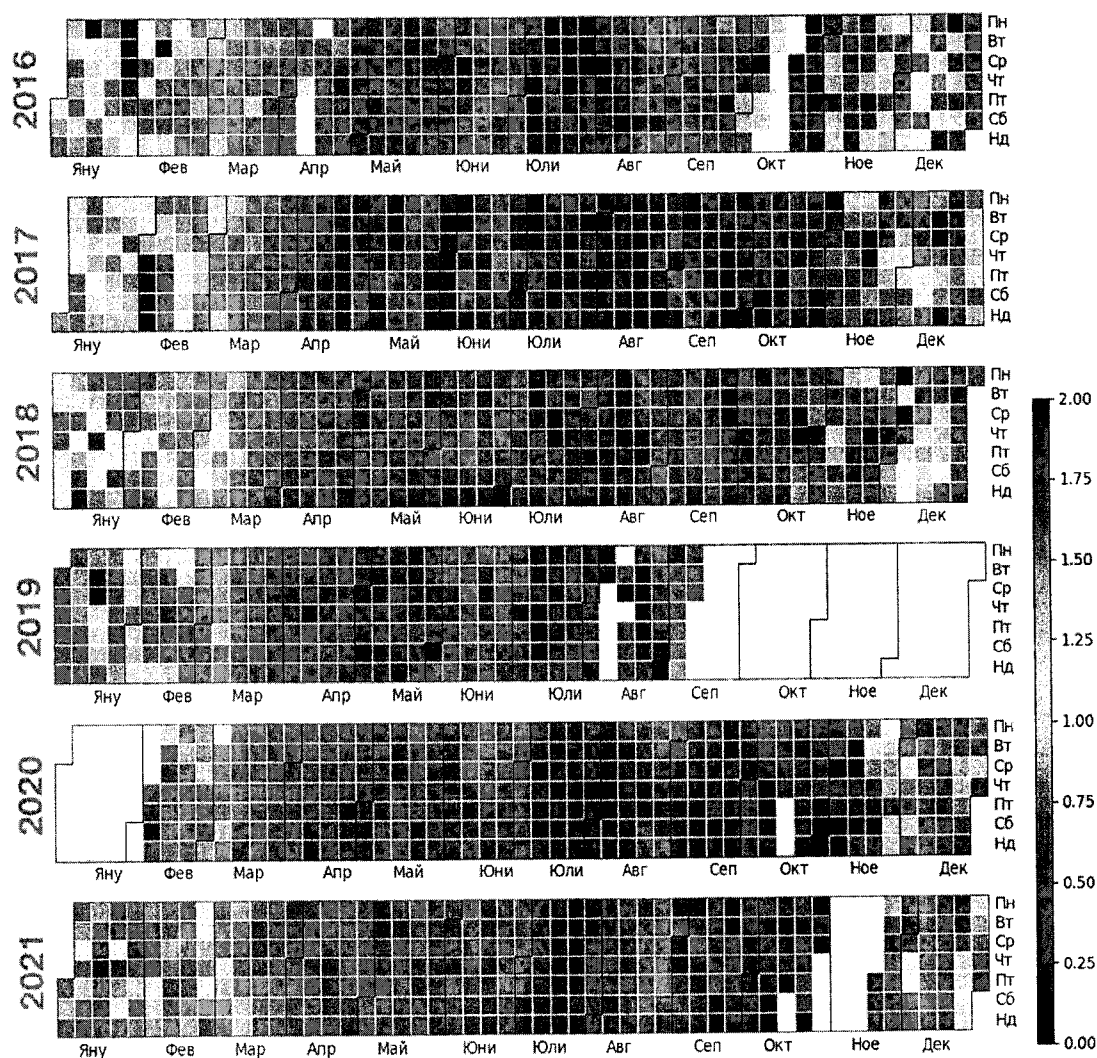 2016
Пн
Вт
Ср
Чт
Пт
Сб
Нд
Яну Фев Мар Апр Май Юни Юли Авг Сеп Окт Ное Дек
2017
Пн
Вт
Ср
Чт
Пт
Сб
Нд
Яну Фев Мар Апр Май Юни Юли Авг Сеп Окт Ное Дек
2018
Пн
Вт
Ср
Чт
Пт
Сб
Нд
Яну Фев Мар Апр Май Юни Юли Авг Сеп Окт Ное Дек
2019
Пн
Вт
Ср
Чт
Пт
Сб
Нд
Яну Фев Мар Апр Май Юни Юли Авг Сеп Окт Ное Дек
2020
Пн
Вт
Ср
Чт
Пт
Сб
Нд
Яну Фев Мар Апр Май Юни Юли Авг Сеп Окт Ное Дек
2021
Пн
Вт
Ср
Чт
Пт
Сб
Нд
Яну Фев Мар Апр Май Юни Юли Авг Сеп Окт Ное Дек
2.00
1.75
1.50
1.25
1.00
0.75
0.50
0.25
0.00